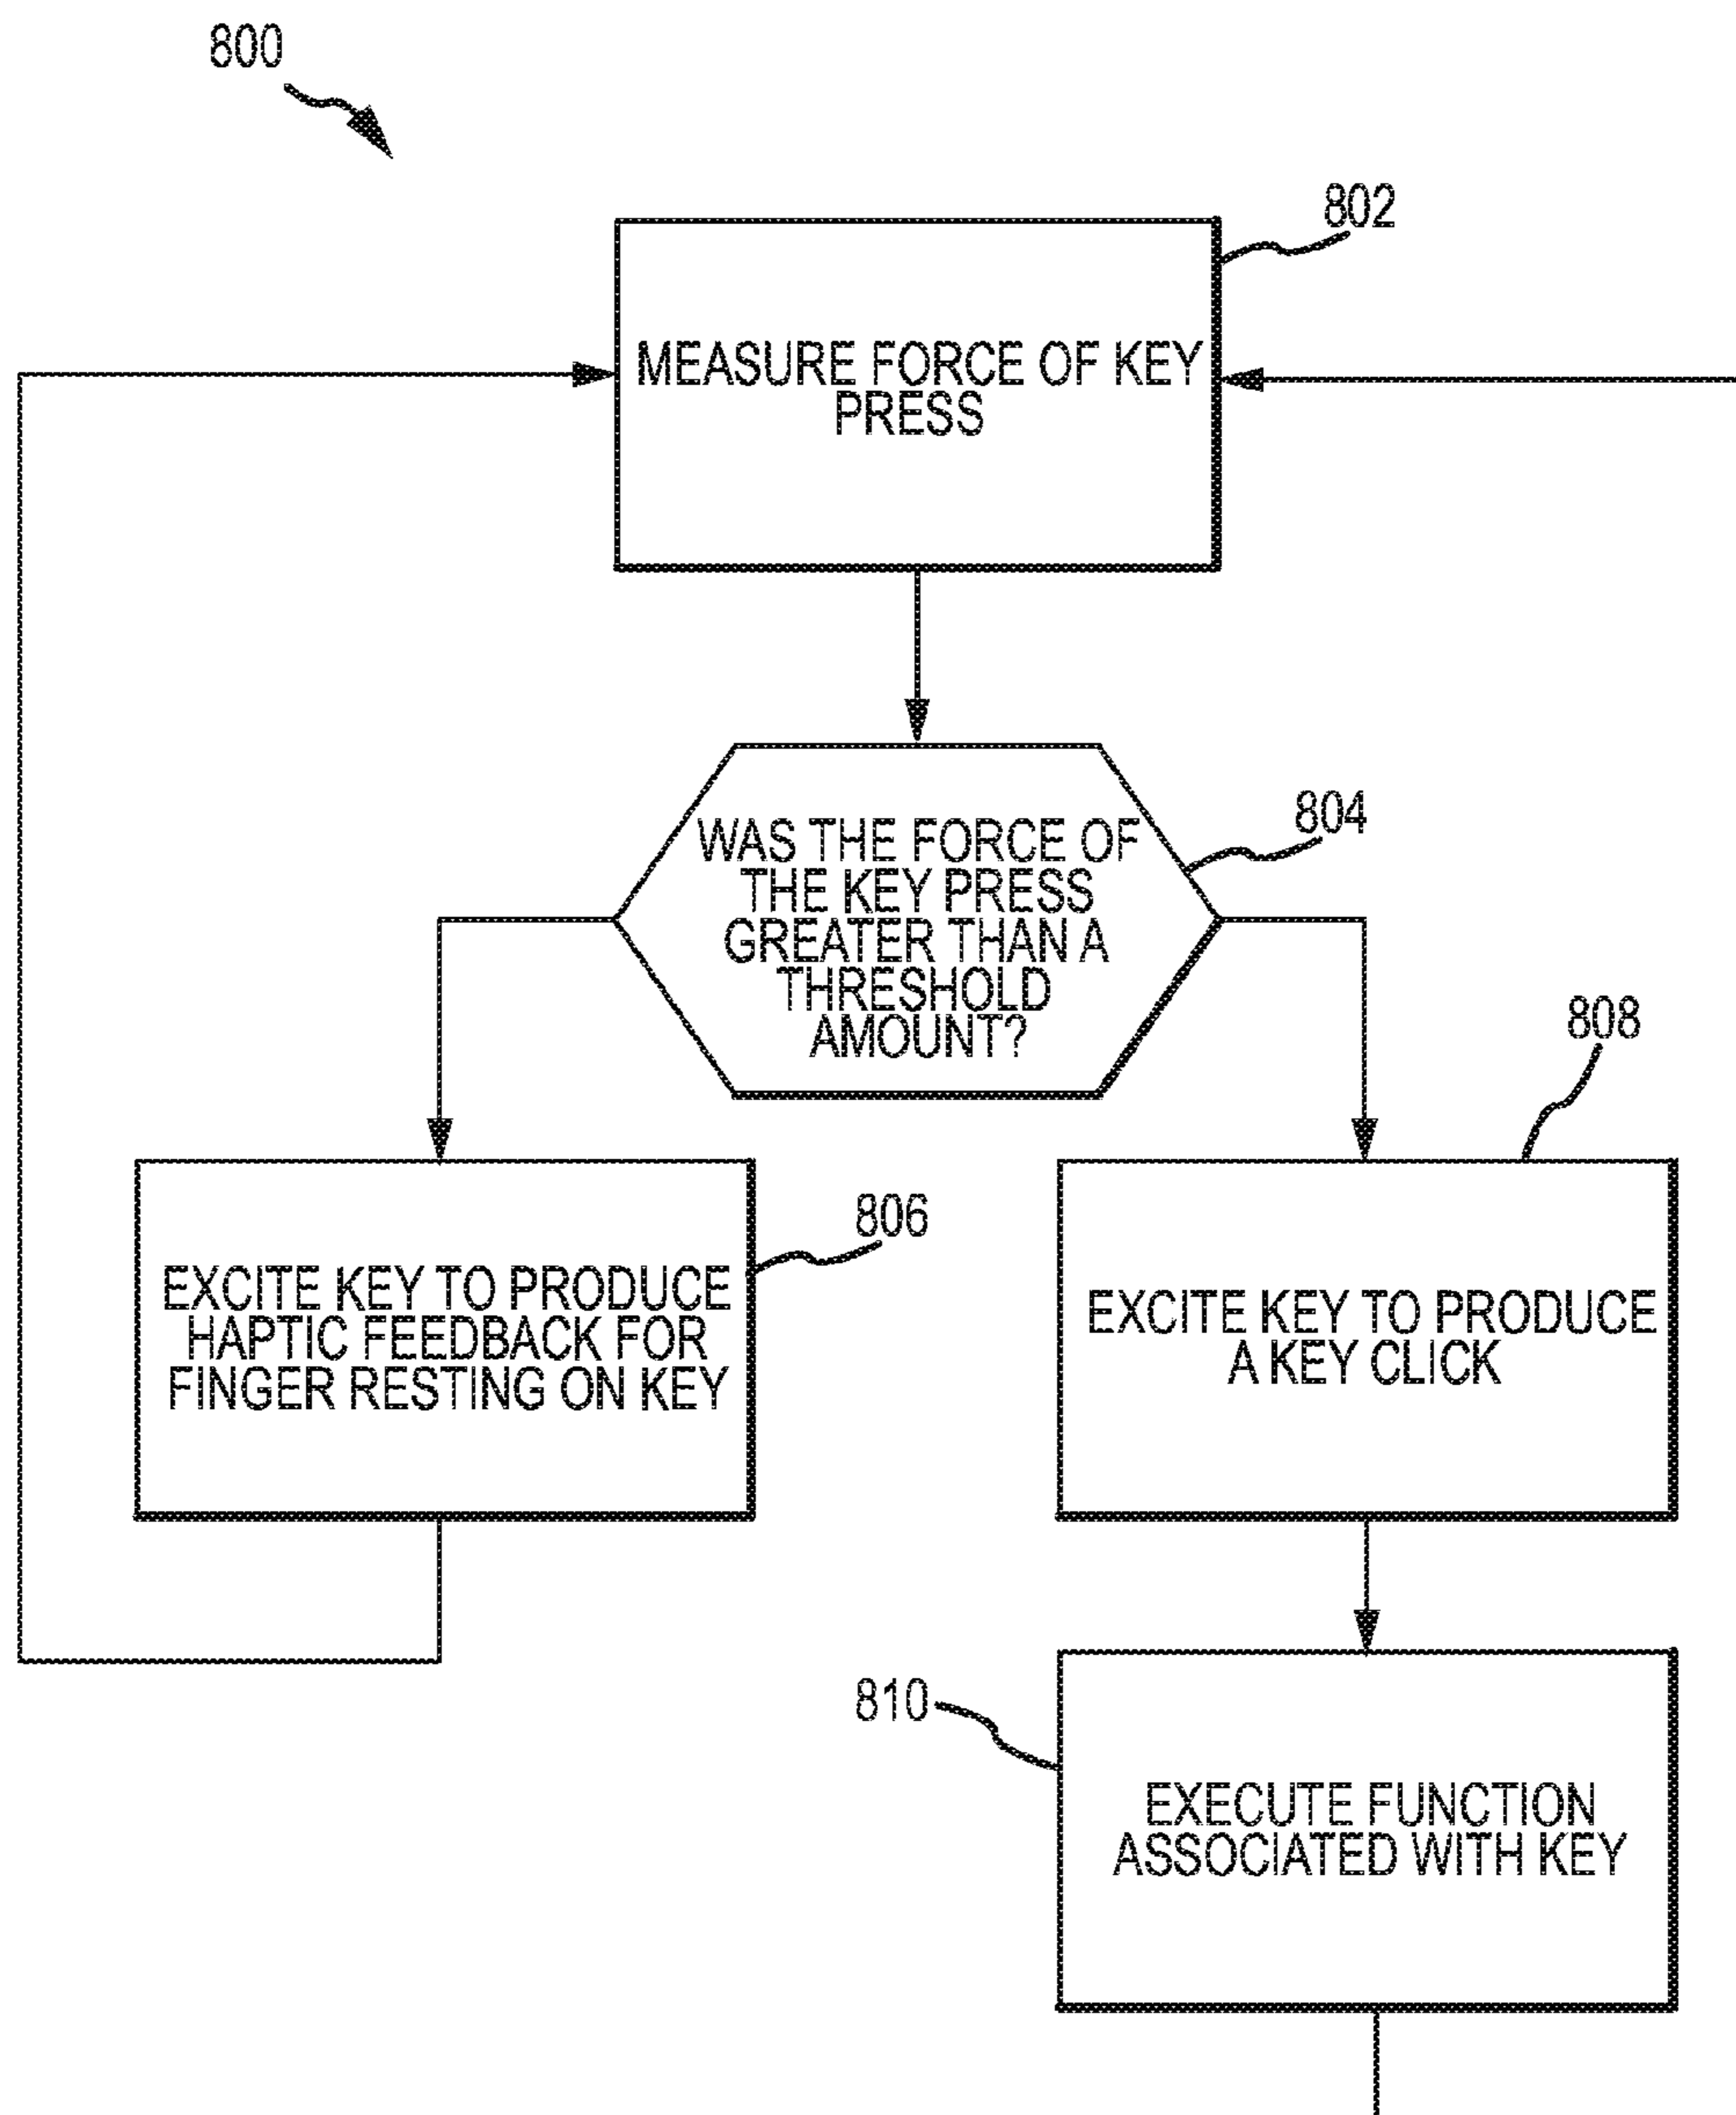 800
802
MEASURE FORCE OF KEY
PRESS
804
WAS THE FORCE OF
THE KEY PRESS
GREATER THAN A
THRESHOLD
AMOUNT?
808
806
EXCITE KEY TO PRODUCE
HAPTIC FEEDBACK FOR
FINGER RESTING ON KEY
EXCITE KEY TO PRODUCE
A KEY CLICK
810
EXECUTE FUNCTION
ASSOCIATED WITH KEY